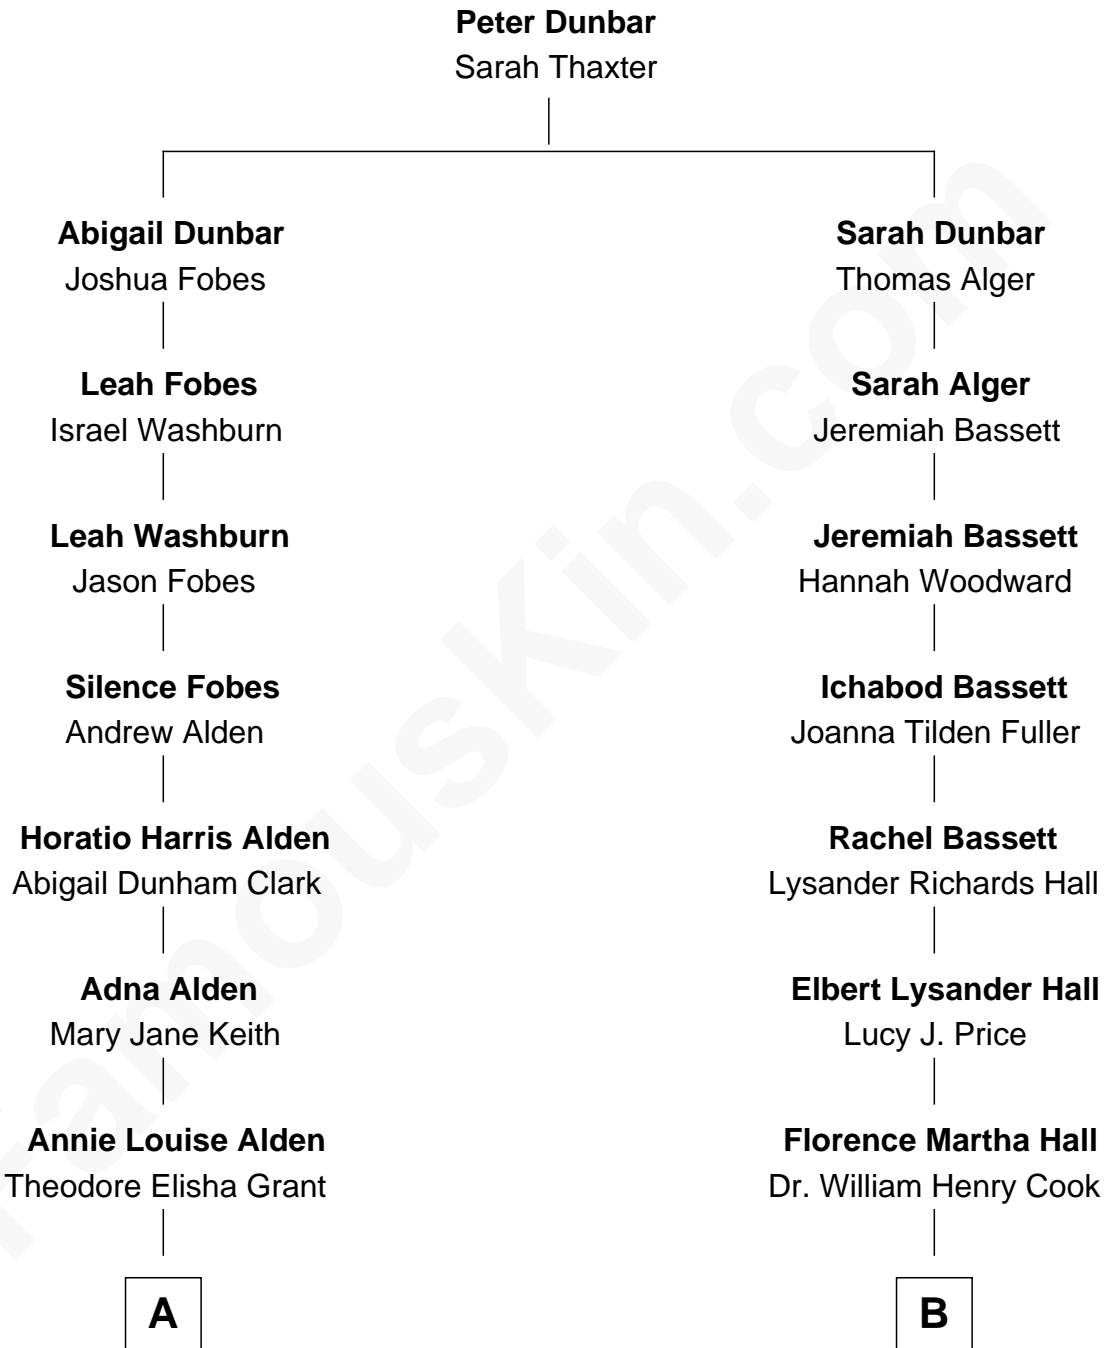 Peter Dunbar
Sarah Thaxter
Abigail Dunbar
Joshua Fobes
Sarah Dunbar
Thomas Alger
Leah Fobes
Israel Washburn
Sarah Alger
Jeremiah Bassett
Leah Washburn
Jason Fobes
Jeremiah Bassett
Hannah Woodward
Silence Fobes
Andrew Alden
Ichabod Bassett
Joanna Tilden Fuller
Horatio Harris Alden
Abigail Dunham Clark
Rachel Bassett
Lysander Richards Hall
Adna Alden
Mary Jane Keith
Elbert Lysander Hall
Lucy J. Price
Annie Louise Alden
Theodore Elisha Grant
Florence Martha Hall
Dr. William Henry Cook
A
B
FamousKin.com